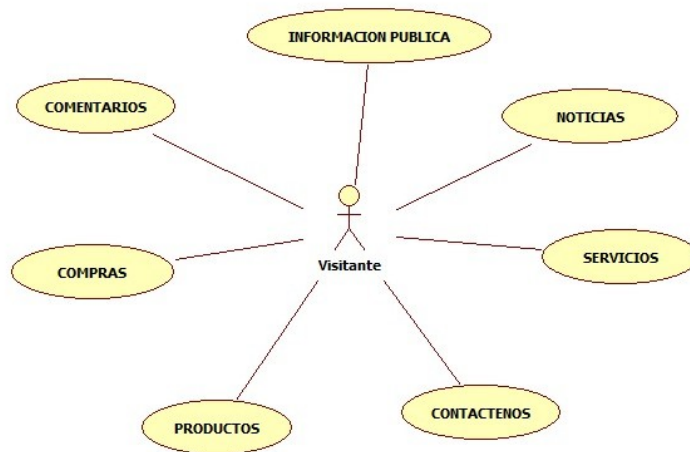 INFORMACION PUBLICA
COMENTARIOS
NOTICIAS
COMPRAS
Visitante
SERVICIOS
PRODUCTOS
CONTACTENOS